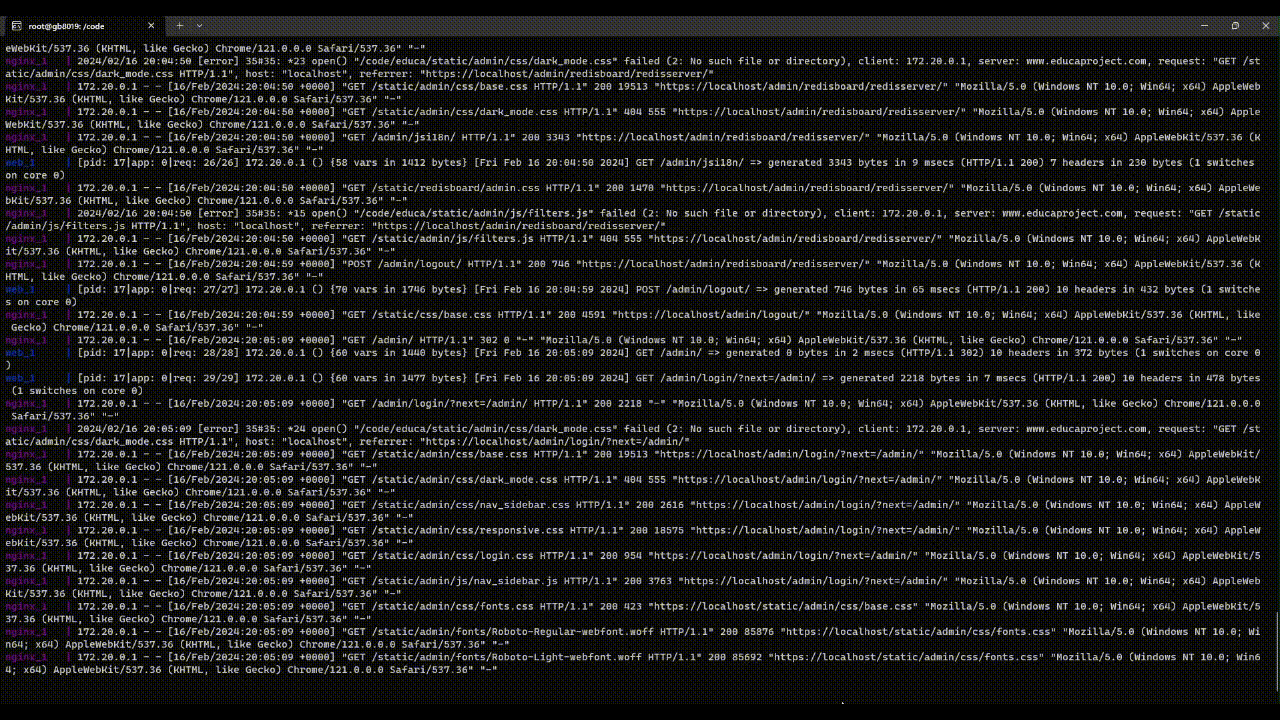 root@gb8019: /code
eWebKit/537.36 (KHTML, like Gecko) Chrome/121.0.0.0 Safari/537.36" "-"
nginx_1   | 2024/02/16 20:04:50 [error] 35#35: *23 open() "/code/educa/static/admin/css/dark_mode.css" failed (2: No such file or directory), client: 172.20.0.1, server: www.educaproject.com, request: "GET /st
atic/admin/css/dark_mode.css HTTP/1.1", host: "localhost", referrer: "https://localhost/admin/redisboard/redisserver/"
nginx_1   | 172.20.0.1 - - [16/Feb/2024:20:04:50 +0000] "GET /static/admin/css/base.css HTTP/1.1" 200 19513 "https://localhost/admin/redisboard/redisserver/" "Mozilla/5.0 (Windows NT 10.0; Win64; x64) AppleWeb
Kit/537.36 (KHTML, like Gecko) Chrome/121.0.0.0 Safari/537.36" "-"
nginx_1   | 172.20.0.1 - - [16/Feb/2024:20:04:50 +0000] "GET /static/admin/css/dark_mode.css HTTP/1.1" 404 555 "https://localhost/admin/redisboard/redisserver/" "Mozilla/5.0 (Windows NT 10.0; Win64; x64) Apple
WebKit/537.36 (KHTML, like Gecko) Chrome/121.0.0.0 Safari/537.36" "-"
nginx_1   | 172.20.0.1 - - [16/Feb/2024:20:04:50 +0000] "GET /admin/jsi18n/ HTTP/1.1" 200 3343 "https://localhost/admin/redisboard/redisserver/" "Mozilla/5.0 (Windows NT 10.0; Win64; x64) AppleWebKit/537.36 (K
HTML, like Gecko) Chrome/121.0.0.0 Safari/537.36" "-"
web_1     | [pid: 17|app: 0|req: 26/26] 172.20.0.1 () {58 vars in 1412 bytes} [Fri Feb 16 20:04:50 2024] GET /admin/jsi18n/ => generated 3343 bytes in 9 msecs (HTTP/1.1 200) 7 headers in 230 bytes (1 switches
on core 0)
nginx_1   | 172.20.0.1 - - [16/Feb/2024:20:04:50 +0000] "GET /static/redisboard/admin.css HTTP/1.1" 200 1470 "https://localhost/admin/redisboard/redisserver/" "Mozilla/5.0 (Windows NT 10.0; Win64; x64) AppleWe
bKit/537.36 (KHTML, like Gecko) Chrome/121.0.0.0 Safari/537.36" "-"
nginx_1   | 2024/02/16 20:04:50 [error] 35#35: *15 open() "/code/educa/static/admin/js/filters.js" failed (2: No such file or directory), client: 172.20.0.1, server: www.educaproject.com, request: "GET /static
/admin/js/filters.js HTTP/1.1", host: "localhost", referrer: "https://localhost/admin/redisboard/redisserver/"
nginx_1   | 172.20.0.1 - - [16/Feb/2024:20:04:50 +0000] "GET /static/admin/js/filters.js HTTP/1.1" 404 555 "https://localhost/admin/redisboard/redisserver/" "Mozilla/5.0 (Windows NT 10.0; Win64; x64) AppleWebK
it/537.36 (KHTML, like Gecko) Chrome/121.0.0.0 Safari/537.36 "-"
nginx_1   | 172.20.0.1 - - [16/Feb/2024:20:04:59 +0000] "POST /admin/logout/ HTTP/1.1" 200 746 "https://localhost/admin/redisboard/redisserver/" "Mozilla/5.0 (Windows NT 10.0; Win64; x64) AppleWebKit/537.36 (K
HTML, like Gecko) Chrome/121.0.0.0 Safari/537.36" "-"
web_1     | [pid: 17|app: 0|req: 27/27] 172.20.0.1 () {70 vars in 1746 bytes} [Fri Feb 16 20:04:59 2024] POST /admin/logout/ => generated 746 bytes in 65 msecs (HTTP/1.1 200) 10 headers in 432 bytes (1 switche
s on core 0)
nginx_1   | 172.20.0.1 - - [16/Feb/2024:20:04:59 +0000] "GET /static/css/base.css HTTP/1.1" 200 4591 "https://localhost/admin/logout/" "Mozilla/5.0 (Windows NT 10.0; Win64; x64) AppleWebKit/537.36 (KHTML, like
Gecko) Chrome/121.0.0.0 Safari/537.36" "-"
nginx_1   | 172.20.0.1 - - [16/Feb/2024:20:05:09 +0000] "GET /admin/ HTTP/1.1" 302 0 "-" "Mozilla/5.0 (Windows NT 10.0; Win64; x64) AppleWebKit/537.36 (KHTML, like Gecko) Chrome/121.0.0.0 Safari/537.36" "-"
web_1     | [pid: 17|app: 0|req: 28/28] 172.20.0.1 () {60 vars in 1440 bytes} [Fri Feb 16 20:05:09 2024] GET /admin/ => generated 0 bytes in 2 msecs (HTTP/1.1 302) 10 headers in 372 bytes (1 switches on core 0
)
web_1     | [pid: 17|app: 0|req: 29/29] 172.20.0.1 () {60 vars in 1477 bytes} [Fri Feb 16 20:05:09 2024] GET /admin/login/?next=/admin/ => generated 2218 bytes in 7 msecs (HTTP/1.1 200) 10 headers in 478 bytes
(1 switches on core 0)
nginx_1   | 172.20.0.1 - - [16/Feb/2024:20:05:09 +0000] "GET /admin/login/?next=/admin/ HTTP/1.1" 200 2218 "-" "Mozilla/5.0 (Windows NT 10.0; Win64; x64) AppleWebKit/537.36 (KHTML, like Gecko) Chrome/121.0.0.0
Safari/537.36" "-"
nginx_1   | 2024/02/16 20:05:09 [error] 35#35: *24 open() "/code/educa/static/admin/css/dark_mode.css" failed (2: No such file or directory), client: 172.20.0.1, server: www.educaproject.com, request: "GET /st
atic/admin/css/dark_mode.css HTTP/1.1", host: "localhost", referrer: "https://localhost/admin/login/?next=/admin/"
nginx_1   | 172.20.0.1 - - [16/Feb/2024:20:05:09 +0000] "GET /static/admin/css/base.css HTTP/1.1" 200 19513 "https://localhost/admin/login/?next=/admin/" "Mozilla/5.0 (Windows NT 10.0; Win64; x64) AppleWebKit/
537.36 (KHTML, like Gecko) Chrome/121.0.0.0 Safari/537.36" "-"
nginx_1   | 172.20.0.1 - - [16/Feb/2024:20:05:09 +0000] "GET /static/admin/css/dark_mode.css HTTP/1.1" 404 555 "https://localhost/admin/login/?next=/admin/" "Mozilla/5.0 (Windows NT 10.0; Win64; x64) AppleWebK
it/537.36 (KHTML, like Gecko) Chrome/121.0.0.0 Safari/537.36" "-"
nginx_1   | 172.20.0.1 - - [16/Feb/2024:20:05:09 +0000] "GET /static/admin/css/nav_sidebar.css HTTP/1.1" 200 2616 "https://localhost/admin/login/?next=/admin/" "Mozilla/5.0 (Windows NT 10.0; Win64; x64) AppleW
ebKit/537.36 (KHTML, like Gecko) Chrome/121.0.0.0 Safari/537.36" "-"
nginx_1   | 172.20.0.1 - - [16/Feb/2024:20:05:09 +0000] "GET /static/admin/css/responsive.css HTTP/1.1" 200 18575 "https://localhost/admin/login/?next=/admin/" "Mozilla/5.0 (Windows NT 10.0; Win64; x64) AppleW
ebKit/537.36 (KHTML, like Gecko) Chrome/121.0.0.0 Safari/537.36" "-"
nginx_1   | 172.20.0.1 - - [16/Feb/2024:20:05:09 +0000] "GET /static/admin/css/login.css HTTP/1.1" 200 954 "https://localhost/admin/login/?next=/admin/" "Mozilla/5.0 (Windows NT 10.0; Win64; x64) AppleWebKit/5
37.36 (KHTML, like Gecko) Chrome/121.0.0.0 Safari/537.36" "-"
nginx_1   | 172.20.0.1 - - [16/Feb/2024:20:05:09 +0000] "GET /static/admin/js/nav_sidebar.js HTTP/1.1" 200 3763 "https://localhost/admin/login/?next=/admin/" "Mozilla/5.0 (Windows NT 10.0; Win64; x64) AppleWeb
Kit/537.36 (KHTML, like Gecko) Chrome/121.0.0.0 Safari/537.36" "-"
nginx_1   | 172.20.0.1 - - [16/Feb/2024:20:05:09 +0000] "GET /static/admin/css/fonts.css HTTP/1.1" 200 423 "https://localhost/static/admin/css/base.css" "Mozilla/5.0 (Windows NT 10.0; Win64; x64) AppleWebKit/5
37.36 (KHTML, like Gecko) Chrome/121.0.0.0 Safari/537.36" "-"
nginx_1   | 172.20.0.1 - - [16/Feb/2024:20:05:09 +0000] "GET /static/admin/fonts/Roboto-Regular-webfont.woff HTTP/1.1" 200 85876 "https://localhost/static/admin/css/fonts.css" "Mozilla/5.0 (Windows NT 10.0; Wi
n64; x64) AppleWebKit/537.36 (KHTML, like Gecko) Chrome/121.0.0.0 Safari/537.36" "-"
nginx_1   | 172.20.0.1 - - [16/Feb/2024:20:05:09 +0000] "GET /static/admin/fonts/Roboto-Light-webfont.woff HTTP/1.1" 200 85692 "https://localhost/static/admin/css/fonts.css" "Mozilla/5.0 (Windows NT 10.0; Win6
4; x64) AppleWebKit/537.36 (KHTML, like Gecko) Chrome/121.0.0.0 Safari/537.36" "-"